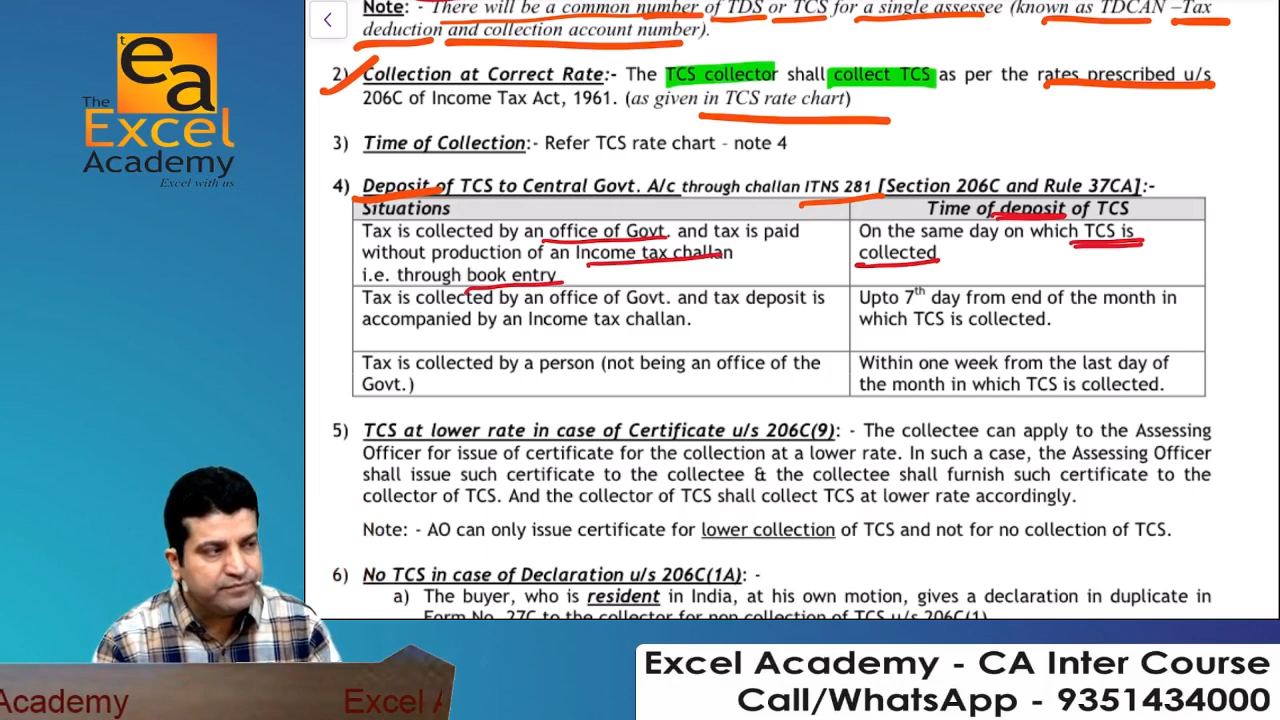 Note: There will be a common number of TDS or TCS for a single assessee (known as TDCAN –Tax
deduction and collection account number).
t
ea
The
Excel
Academy
Excel with us
2) Collection at Correct Rate:- The TCS collector shall collect TCS as per the rates prescribed u/s
206C of Income Tax Act, 1961. (as given in TCS rate chart)
3) Time of Collection:- Refer TCS rate chart – note 4
4) Deposit of TCS to Central Govt. A/c through challan ITNS 281 [Section 206C and Rule 37CA]:-
Situations Time of deposit of TCS
Tax is collected by an office of Govt. and tax is paid On the same day on which TCS is
without production of an Income tax challan collected
i.e. through book entry
Tax is collected by an office of Govt. and tax deposit is Upto 7th day from end of the month in
accompanied by an Income tax challan. which TCS is collected.
Tax is collected by a person (not being an office of the Within one week from the last day of
Govt.) the month in which TCS is collected.
5) TCS at lower rate in case of Certificate u/s 206C(9): - The collectee can apply to the Assessing
Officer for issue of certificate for the collection at a lower rate. In such a case, the Assessing Officer
shall issue such certificate to the collectee & the collectee shall furnish such certificate to the
collector of TCS. And the collector of TCS shall collect TCS at lower rate accordingly.
Note: - AO can only issue certificate for lower collection of TCS and not for no collection of TCS.
6) No TCS in case of Declaration u/s 206C(1A): -
a) The buyer, who is resident in India, at his own motion, gives a declaration in duplicate in
Form No. 27C to the collector for non collection of TCS u/s 206C(1)
Excel Academy - CA Inter Course
Call/WhatsApp - 9351434000
Academy Excel A